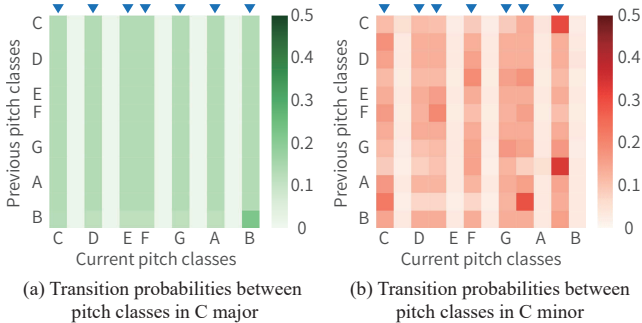 C
D
E
F
G
A
B
Previous pitch classes
C D E F G A B
Current pitch classes
0.5
0.4
0.3
0.2
0.1
0
(a) Transition probabilities between
pitch classes in C major
C
D
E
F
G
A
B
Previous pitch classes
C D E F G A B
Current pitch classes
0.5
0.4
0.3
0.2
0.1
0
(b) Transition probabilities between
pitch classes in C minor